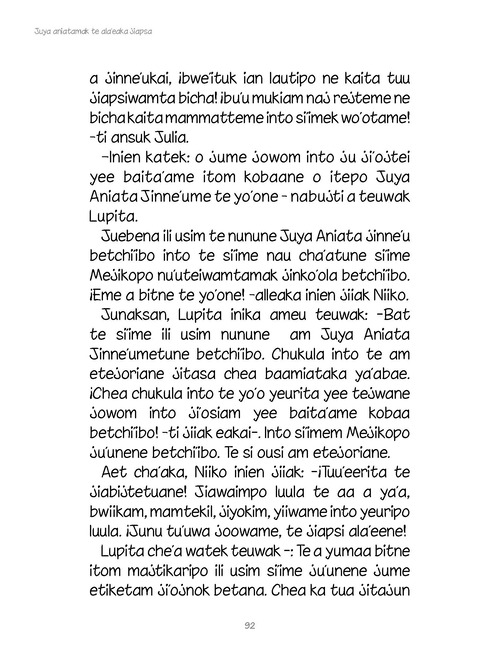 Juya aniatamak te ala'eaka jiapsa
a jinne'ukai, ¡bwe'ituk ian lautipo ne kaita tuu
jiapsiwamta bicha! ¡bu'u mukiam naj rejteme ne
bicha kaita mammatteme into si'imek wo'otame!
-ti ansuk Julia.
–Inien katek: o jume jowom into ju ji'ojtei
yee baita'ame itom kobaane o itepo Juya
Aniata Jinne'ume te yo'one - nabujti a teuwak
Lupita.
Juebena ili usim te nunune Juya Aniata jinne'u
betchi'ibo into te si'ime nau cha'atune si'ime
Mejikopo nu'uteiwamtamak jinko'ola betchi'ibo.
¡Eme a bitne te yo'one! -alleaka inien jiiak Niiko.
Junaksan, Lupita inika ameu teuwak: -Bat
te si'ime ili usim nunune am Juya Aniata
Jinne'umetune betchi'ibo. Chukula into te am
etejoriane jitasa chea baamiataka ya'abae.
¡Chea chukula into te yo'o yeurita yee tejwane
jowom into ji'osiam yee baita'ame kobaa
betchi'ibo! -ti jiiak eakai-. Into si'imem Mejikopo
ju'unene betchi'ibo. Te si ousi am etejoriane.
Aet cha'aka, Niiko inien jiiak: -¡Tuu'eerita te
jiabijtetuane! Jiawaimpo luula te aa a ya'a,
bwiikam, mamtekil, jiyokim, yiiwame into yeuripo
luula. ¡Junu tu'uwa joowame, te jiapsi ala'eene!
Lupita che'a watek teuwak -: Te a yumaa bitne
itom majtikaripo ili usim si'ime ju'unene jume
etiketam ji'ojnok betana. Chea ka tua jitajun
92